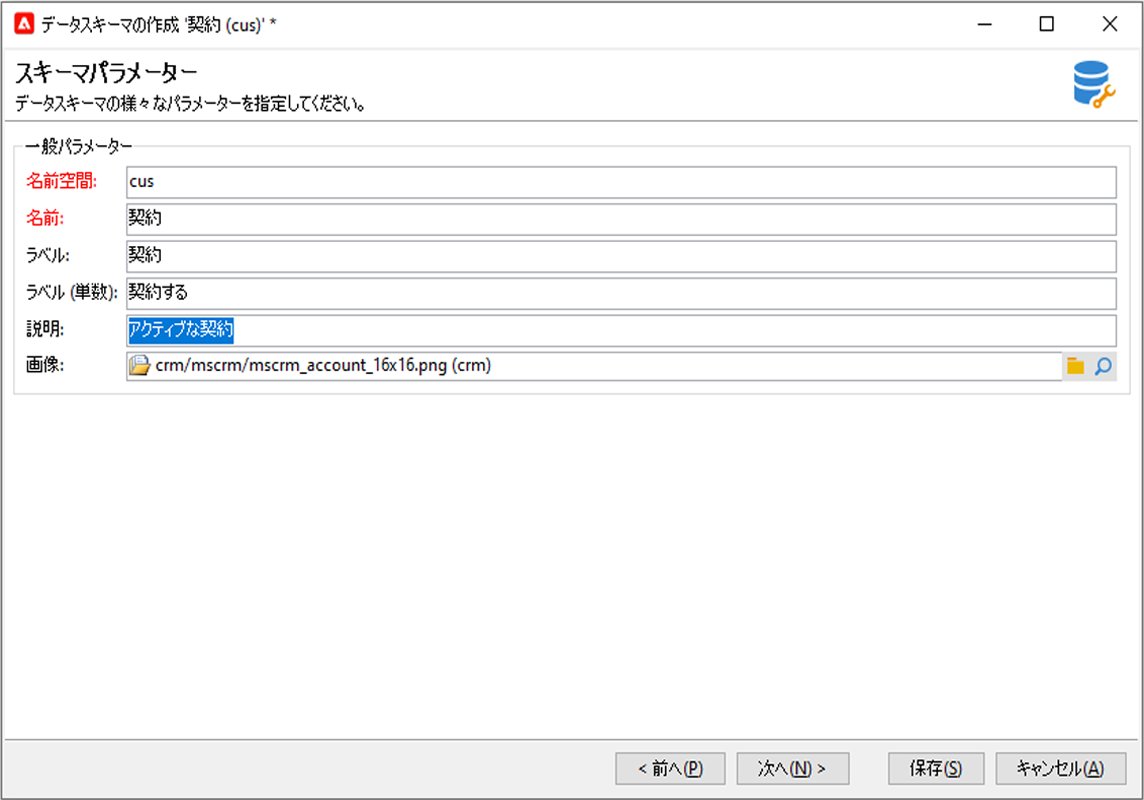 データスキーマの作成 '契約 (cus)' *
スキーマパラメーター
データスキーマの様々なパラメーターを指定してください。
一般パラメーター
名前空間: cus
名前: 契約
ラベル: 契約
ラベル (単数): 契約する
説明: アクティブな契約
画像: crm/mscrm/mscrm_account_16x16.png (crm)
< 前へ(P) 次へ(N) > 保存(S) キャンセル(A)